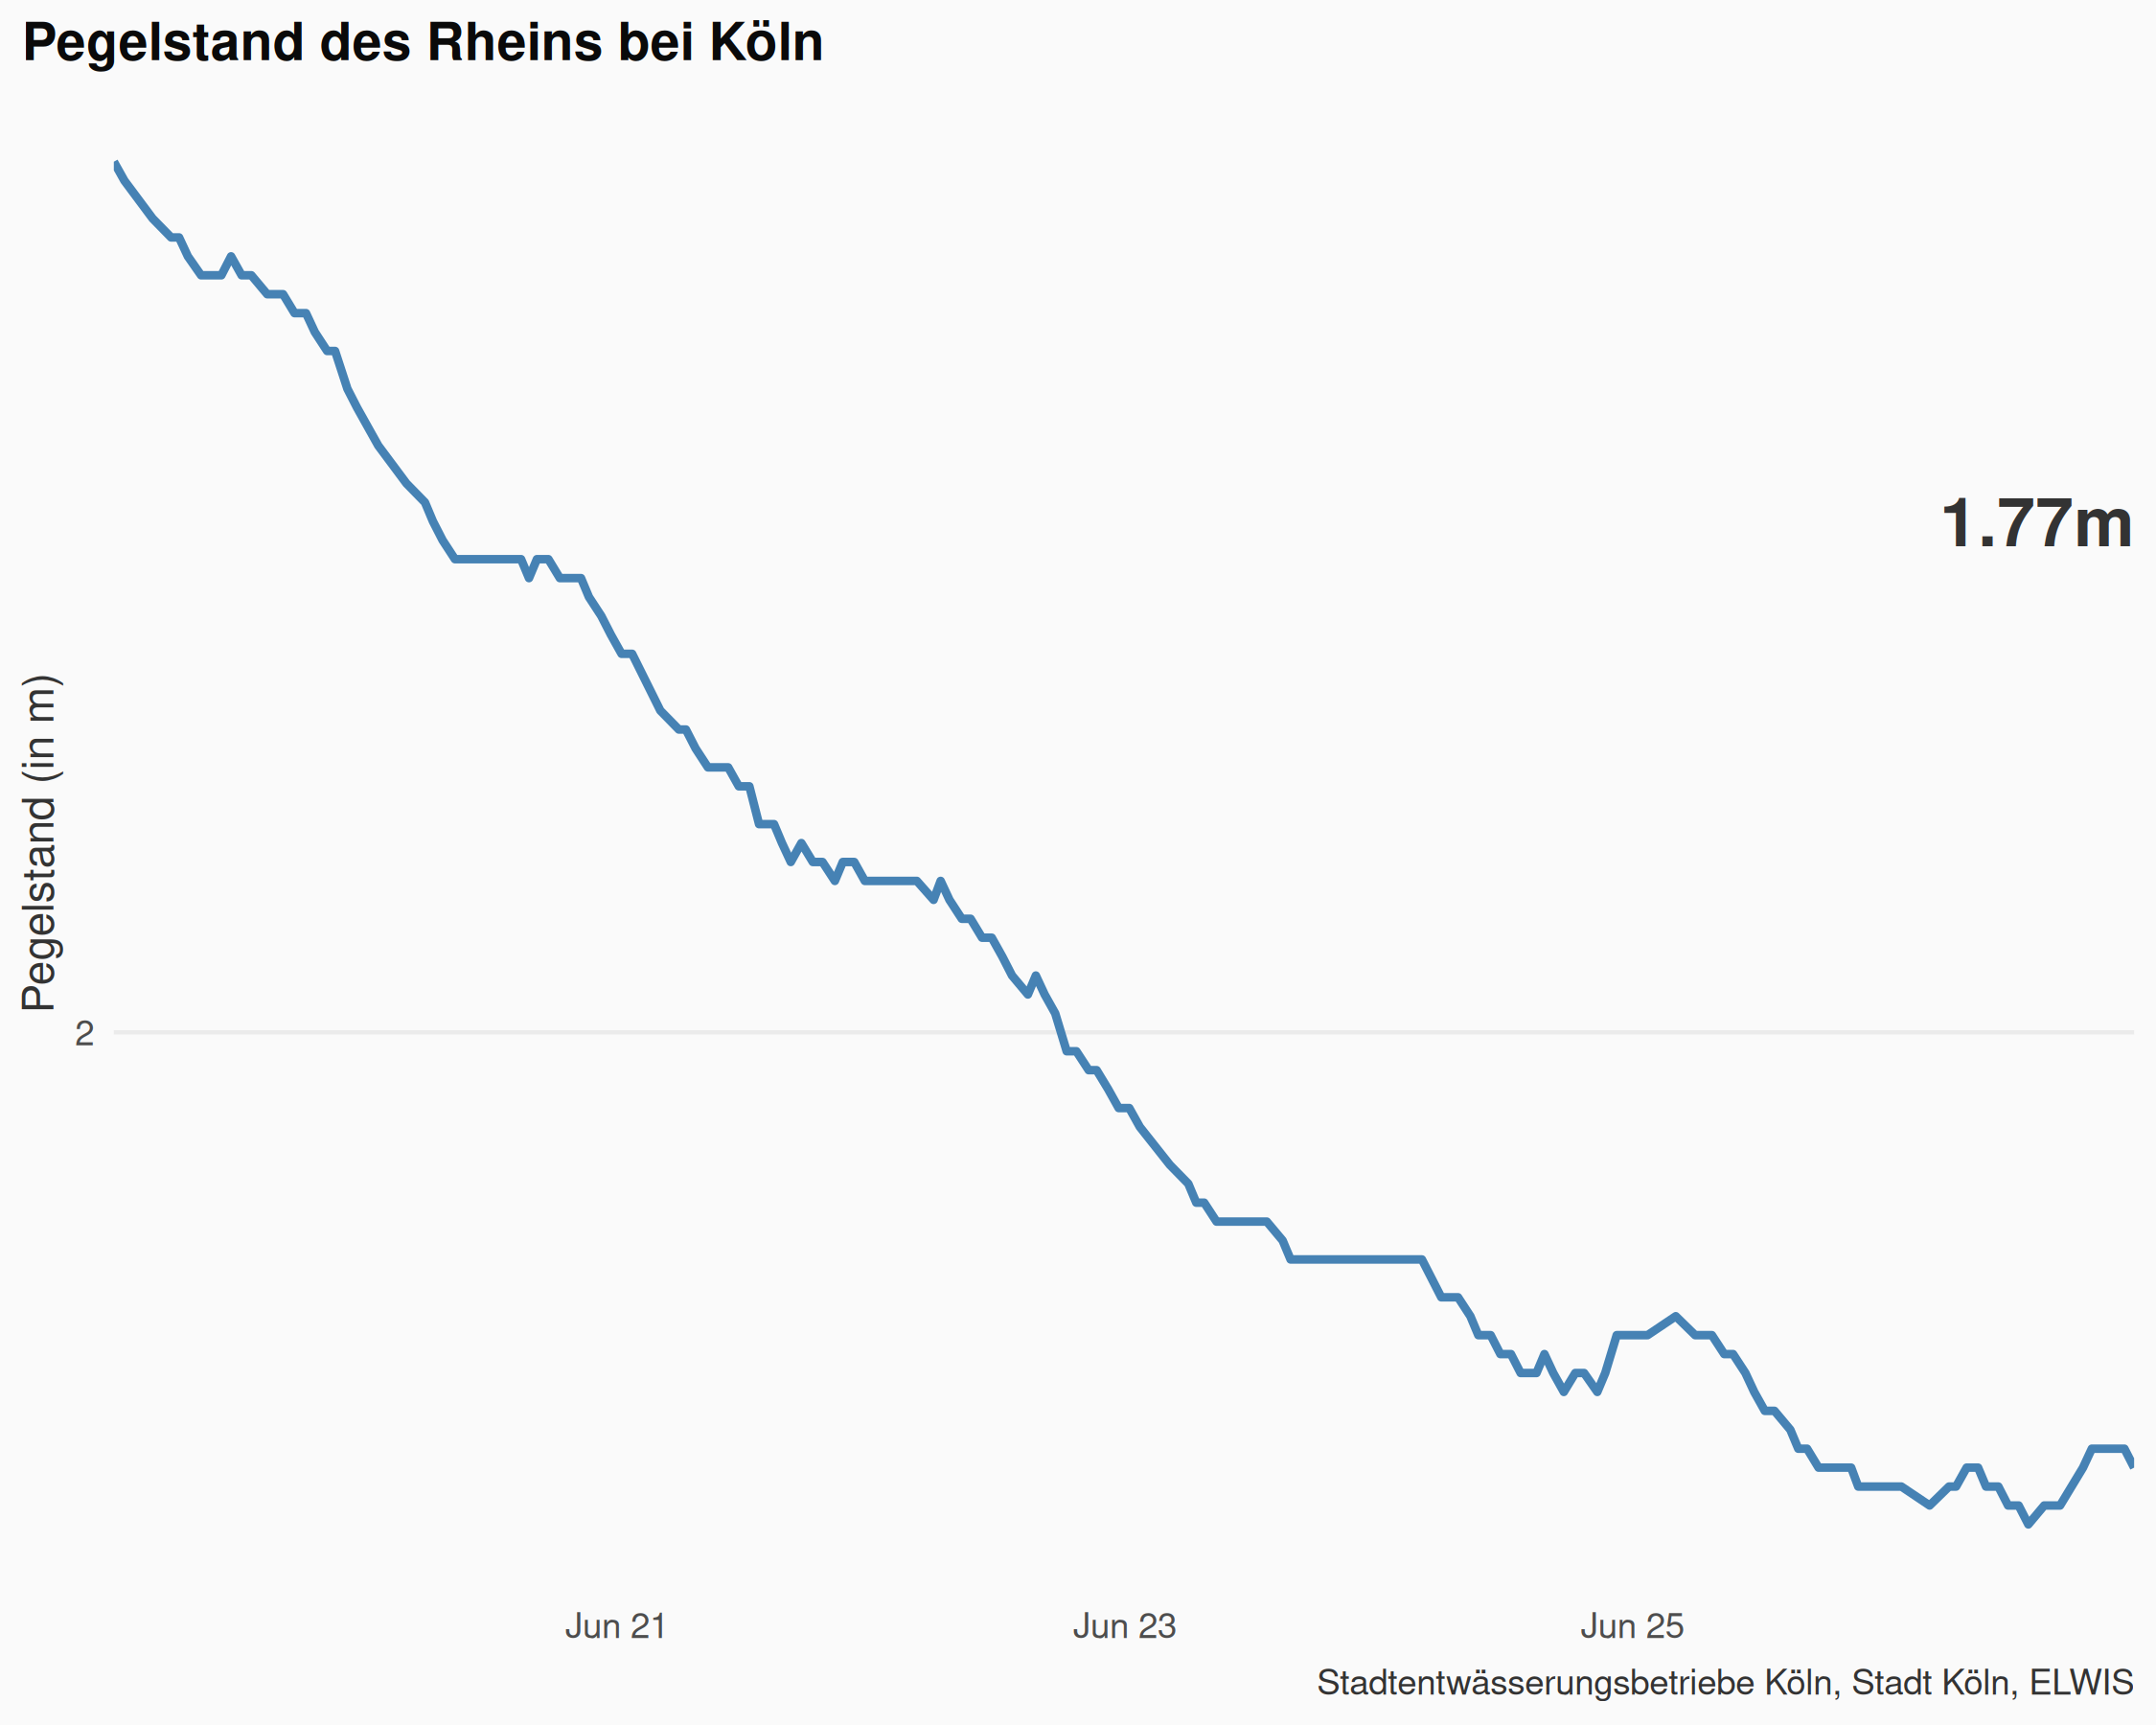 Pegelstand des Rheins bei Köln
1.77m
Pegelstand (in m)
2
Jun 21
Jun 23
Jun 25
Stadtentwässerungsbetriebe Köln, Stadt Köln, ELWIS